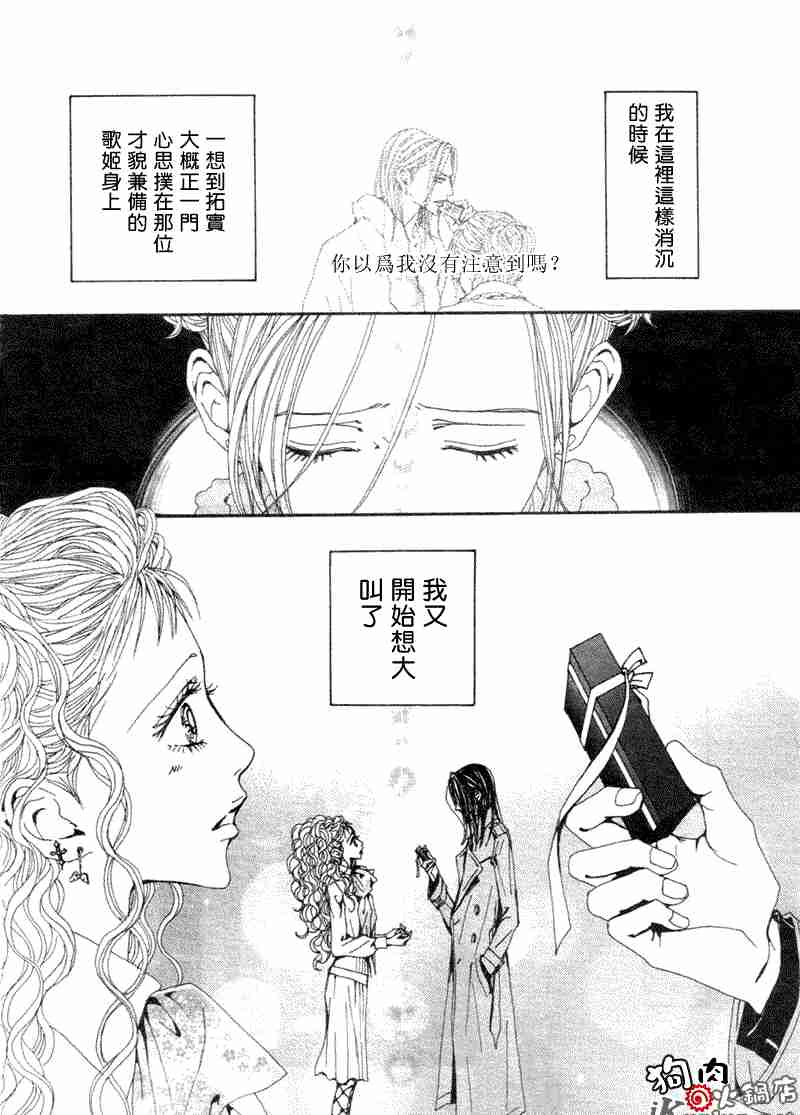 我在這裡這樣消沉
的時候
你以爲我沒有注意到嗎?
一想到拓實
大概正一門
心思撲在那位
才貌兼備的
歌姬身上
我又
開始想大
叫了
狗肉
火鍋店